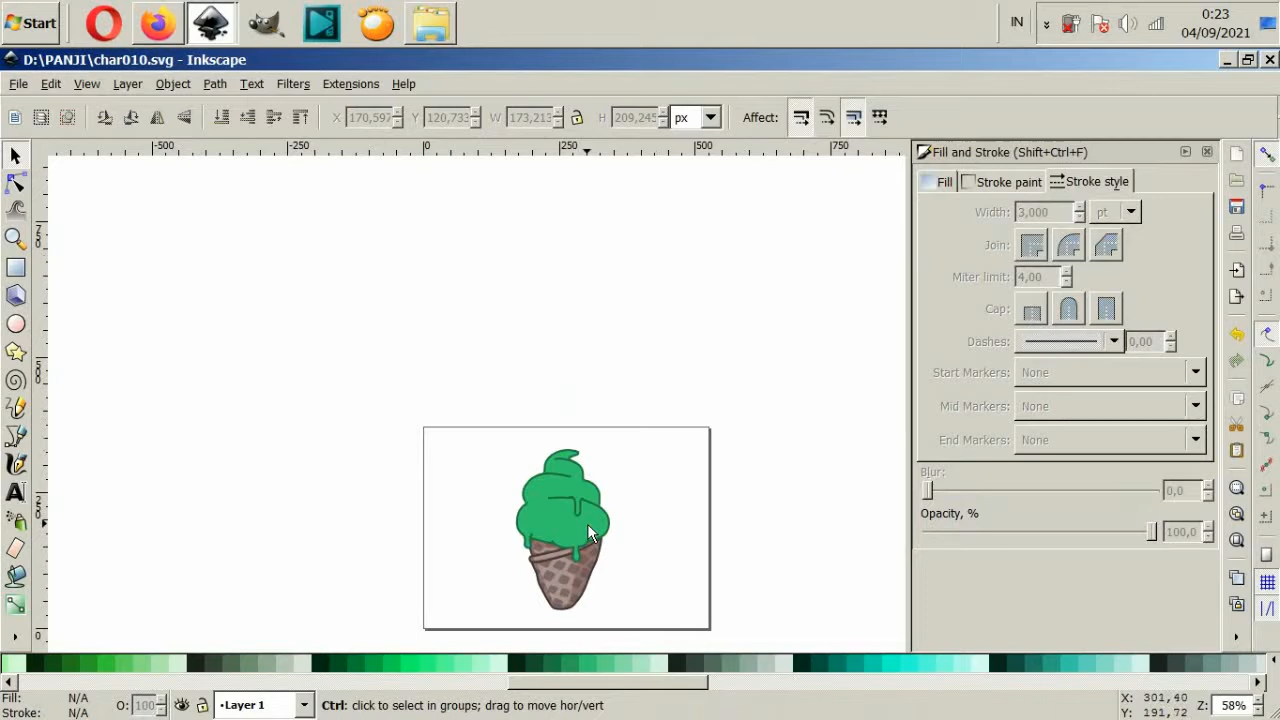 Start
IN
0:23
04/09/2021
D:\PANJI\char010.svg - Inkscape
File Edit View Layer Object Path Text Filters Extensions Help
X 170,597 Y 120,733 W 173,213 H 209,245 px Affect:
-500 -250 0 250 500 750
Fill and Stroke (Shift+Ctrl+F)
Fill Stroke paint Stroke style
Width: 3,000 pt
Join:
Miter limit: 4,00
Cap:
Dashes: 0,00
Start Markers: None
Mid Markers: None
End Markers: None
Blur:
0,0
Opacity, %
100,0
750
500
250
0
A
Fill: N/A
Stroke: N/A
O: 100
•Layer 1
Ctrl: click to select in groups; drag to move hor/vert
X: 301,40
Y: 191,72
Z: 58%